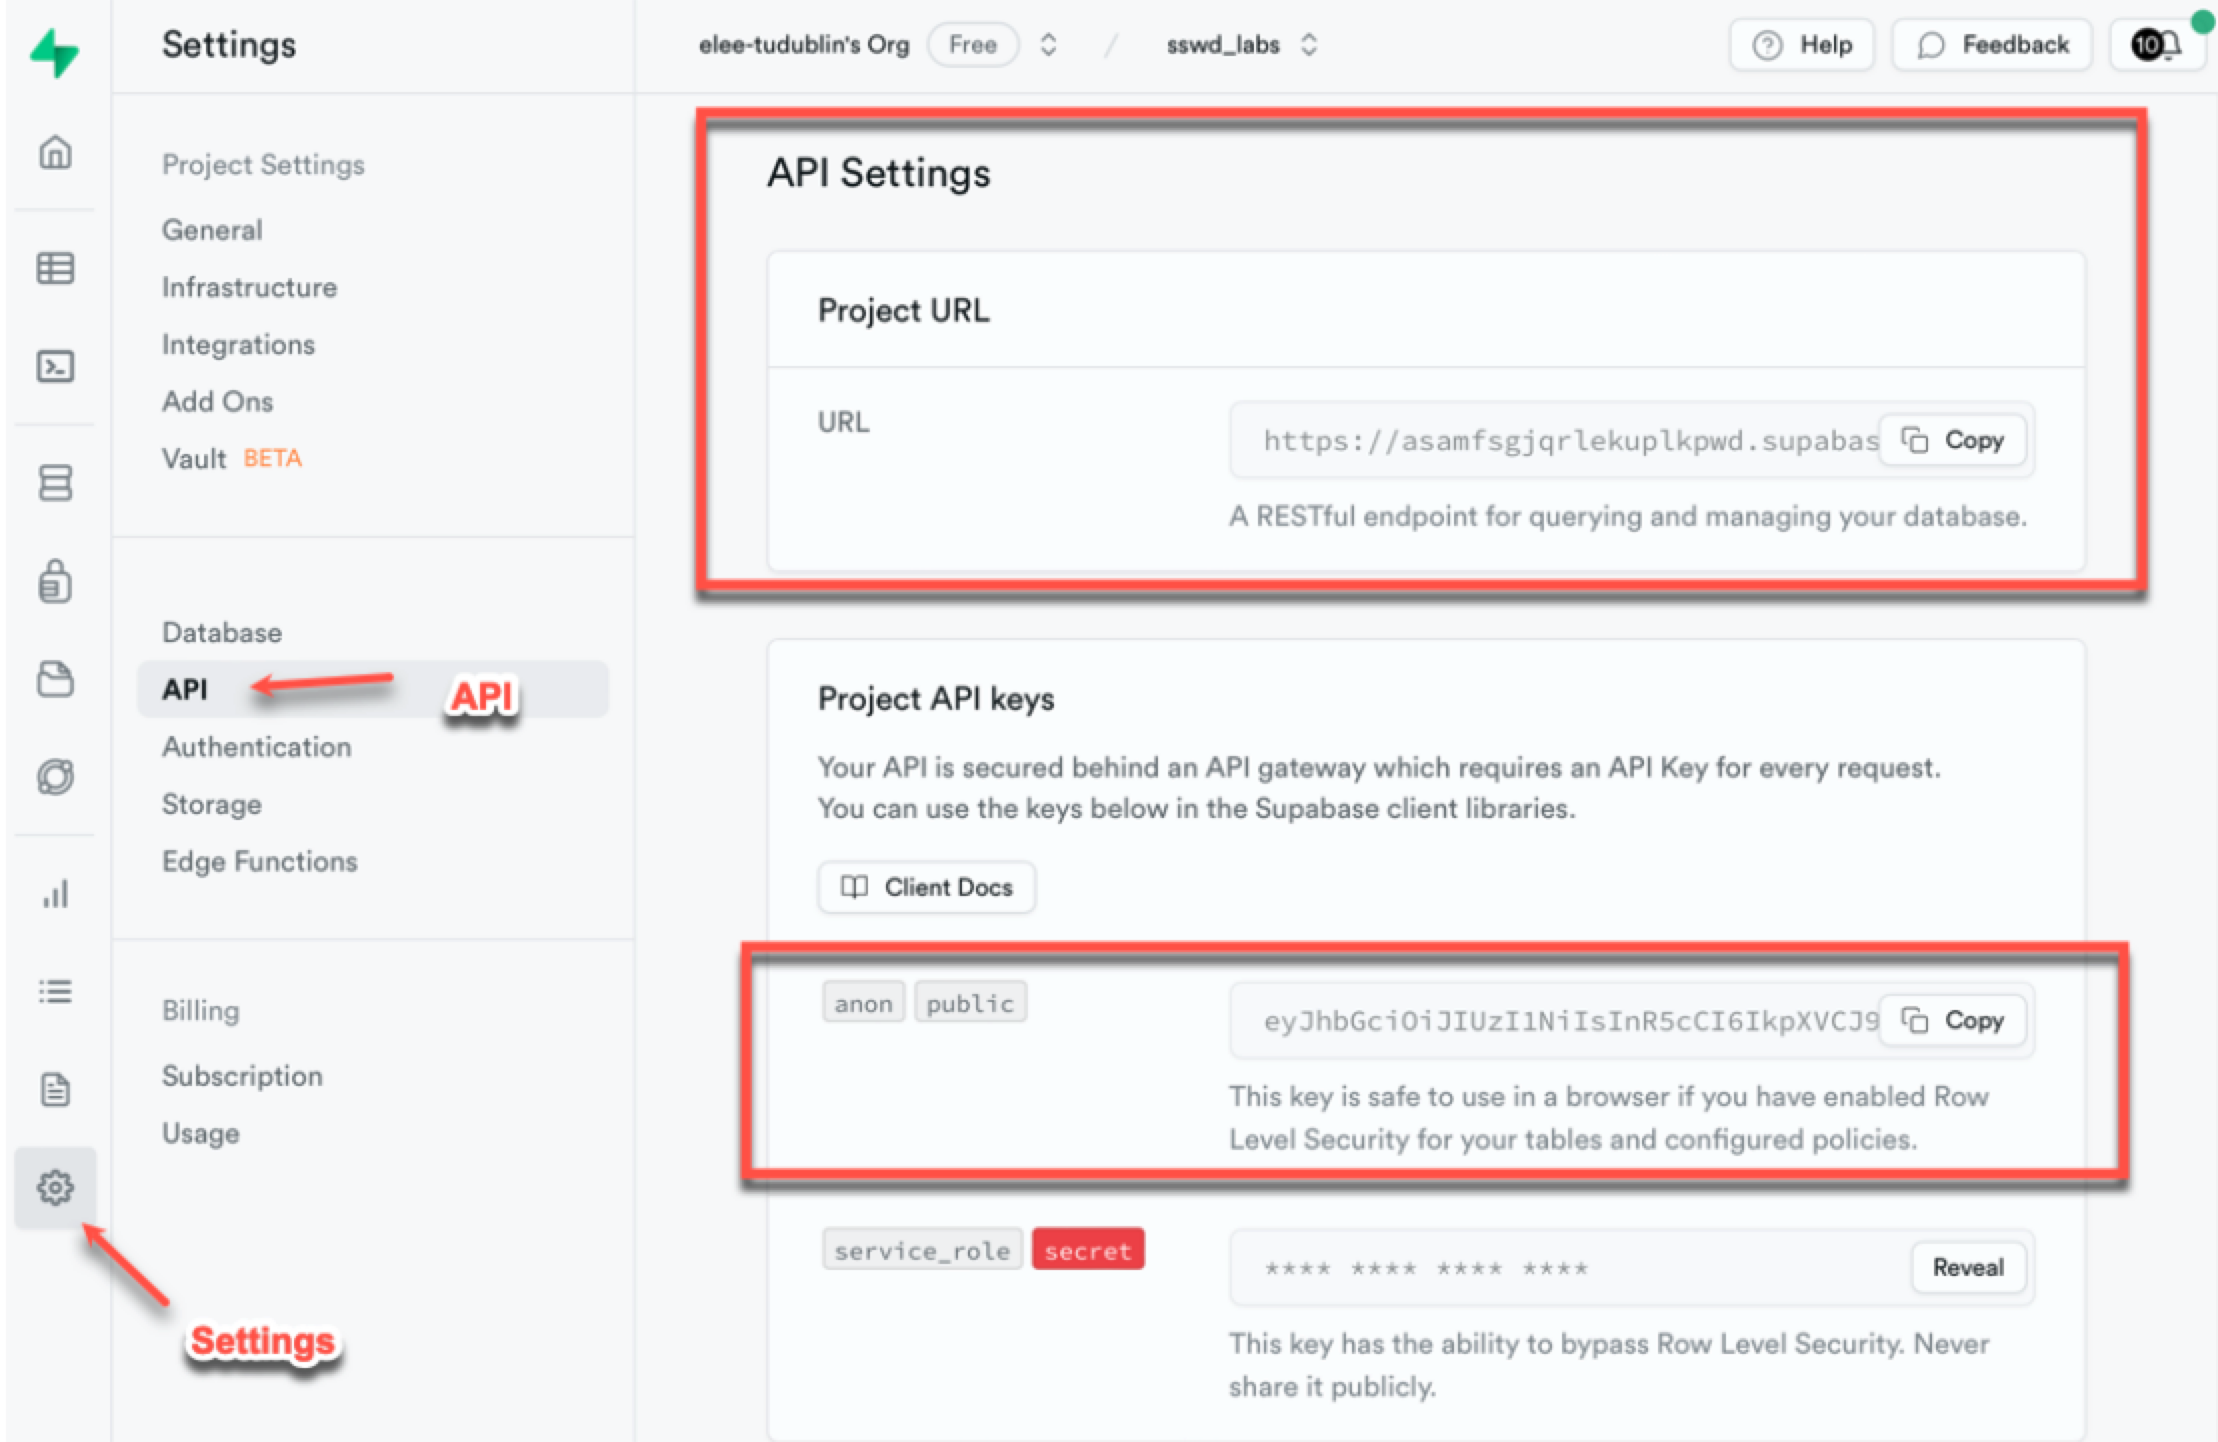 Settings
elee-tudublin's Org Free / sswd_labs
Help
Feedback
10
Project Settings
General
Infrastructure
Integrations
Add Ons
Vault BETA
Database
API
API
Authentication
Storage
Edge Functions
Billing
Subscription
Usage
Settings
API Settings
Project URL
URL
https://asamfsgjqrlekuplkpwd.supabas
Copy
A RESTful endpoint for querying and managing your database.
Project API keys
Your API is secured behind an API gateway which requires an API Key for every request.
You can use the keys below in the Supabase client libraries.
Client Docs
anon public
eyJhbGciOiJIUzI1NiIsInR5cCI6IkpXVCJ9
Copy
This key is safe to use in a browser if you have enabled Row
Level Security for your tables and configured policies.
service_role secret
**** **** **** ****
Reveal
This key has the ability to bypass Row Level Security. Never
share it publicly.